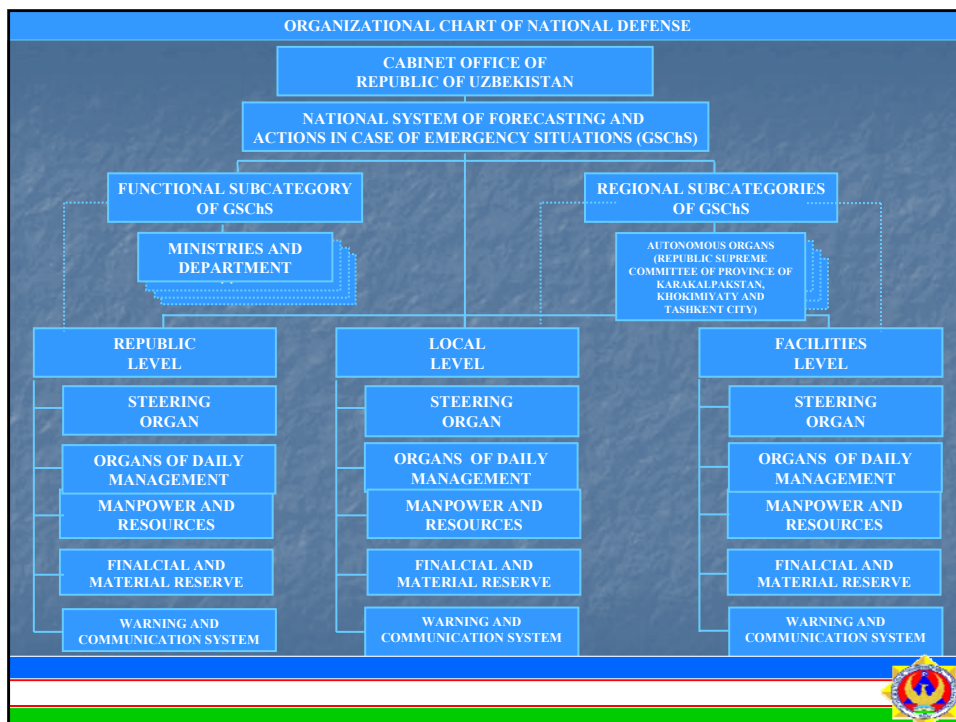 ORGANIZATIONAL CHART OF NATIONAL DEFENSE
CABINET OFFICE OF
REPUBLIC OF UZBEKISTAN
NATIONAL SYSTEM OF FORECASTING AND
ACTIONS IN CASE OF EMERGENCY SITUATIONS (GSChS)
FUNCTIONAL SUBCATEGORY
OF GSChS
REGIONAL SUBCATEGORIES
OF GSChS
MINISTRIES AND
DEPARTMENT
AUTONOMOUS ORGANS
(REPUBLIC SUPREME
COMMITTEE OF PROVINCE OF
KARAKALPAKSTAN,
KHOKIMIYATY AND
TASHKENT CITY)
REPUBLIC
LEVEL
STEERING
ORGAN
ORGANS OF DAILY
MANAGEMENT
MANPOWER AND
RESOURCES
FINALCIAL AND
MATERIAL RESERVE
WARNING AND
COMMUNICATION SYSTEM
LOCAL
LEVEL
STEERING
ORGAN
ORGANS OF DAILY
MANAGEMENT
MANPOWER AND
RESOURCES
FINALCIAL AND
MATERIAL RESERVE
WARNING AND
COMMUNICATION SYSTEM
FACILITIES
LEVEL
STEERING
ORGAN
ORGANS OF DAILY
MANAGEMENT
MANPOWER AND
RESOURCES
FINALCIAL AND
MATERIAL RESERVE
WARNING AND
COMMUNICATION SYSTEM